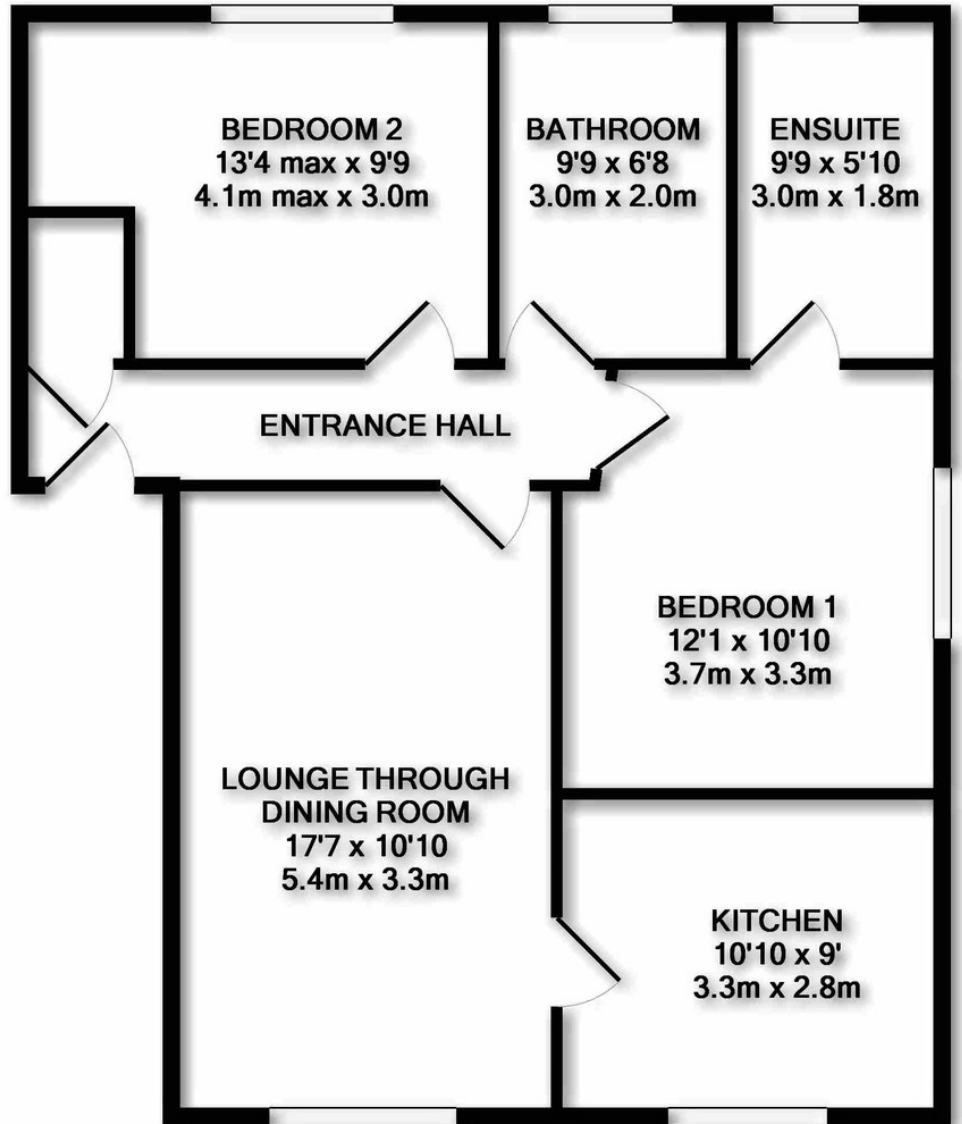 BEDROOM 2
13'4 max x 9'9
4.1m max x 3.0m
BATHROOM
9'9 x 6'8
3.0m x 2.0m
ENSUITE
9'9 x 5'10
3.0m x 1.8m
ENTRANCE HALL
BEDROOM 1
12'1 x 10'10
3.7m x 3.3m
LOUNGE THROUGH
DINING ROOM
17'7 x 10'10
5.4m x 3.3m
KITCHEN
10'10 x 9'
3.3m x 2.8m